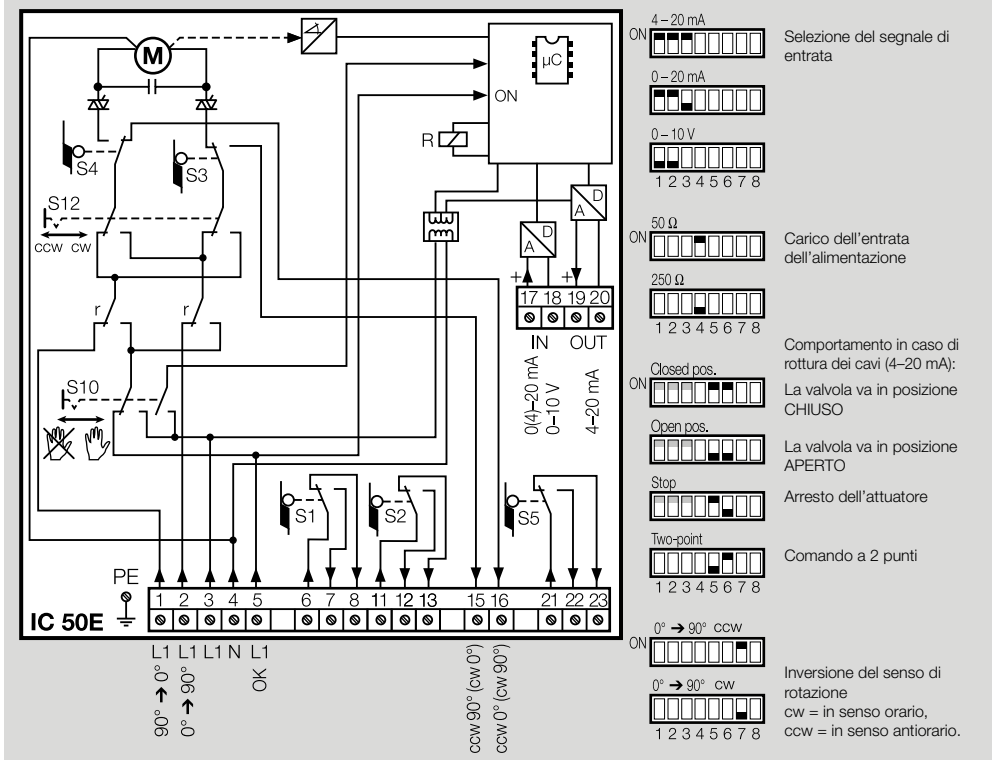 M
µC
ON
R
S4
S3
S12
ccw cw
D
A
D
A
+
+
17 18 19 20
IN OUT
0(4)–20 mA
0–10 V
4–20 mA
r
r
S10
S1
S2
S5
PE
1 2 3 4 5 6 7 8 11 12 13 15 16 21 22 23
IC 50E
L1 L1 L1 N L1
90° ➔ 0°
0° ➔ 90°
OK
ccw 90° (cw 0°)
ccw 0° (cw 90°)
4 – 20 mA
ON
Selezione del segnale di
entrata
0 – 20 mA
0 – 10 V
1 2 3 4 5 6 7 8
50 Ω
ON
Carico dell’entrata
dell’alimentazione
250 Ω
1 2 3 4 5 6 7 8
Comportamento in caso di
rottura dei cavi (4–20 mA):
Closed pos.
ON
La valvola va in posizione
CHIUSO
Open pos.
La valvola va in posizione
APERTO
Stop
Arresto dell’attuatore
Two-point
Comando a 2 punti
1 2 3 4 5 6 7 8
0° ➔ 90° ccw
ON
0° ➔ 90° cw
1 2 3 4 5 6 7 8
Inversione del senso di
rotazione
cw = in senso orario,
ccw = in senso antiorario.